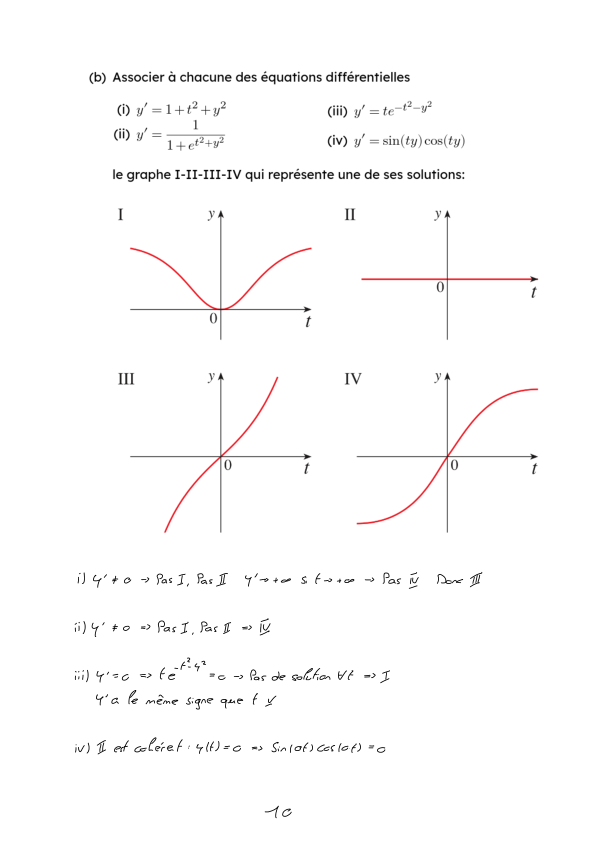 (b) Associer à chacune des équations différentielles
(i) y′ = 1 + t² + y²
(iii) y′ = te^{−t²−y²}
(ii) y′ = 1/(1 + e^{t²+y²})
(iv) y′ = sin(ty) cos(ty)
le graphe I-II-III-IV qui représente une de ses solutions:
I y 0 t
II y 0 t
III y 0 t
IV y 0 t
i) y' ≠ 0 → Pas I, Pas II y' → +∞ s t → +∞ → Pas IV Donc III
ii) y' ≠ 0 => Pas I, Pas II => IV
iii) y' = 0 => te^{-t²-y²} = 0 → Pas de solution ∀t => I
y' a le même signe que t
iv) II est cohéret : y(t) = 0 => Sin(0t) cos(0t) = 0
10